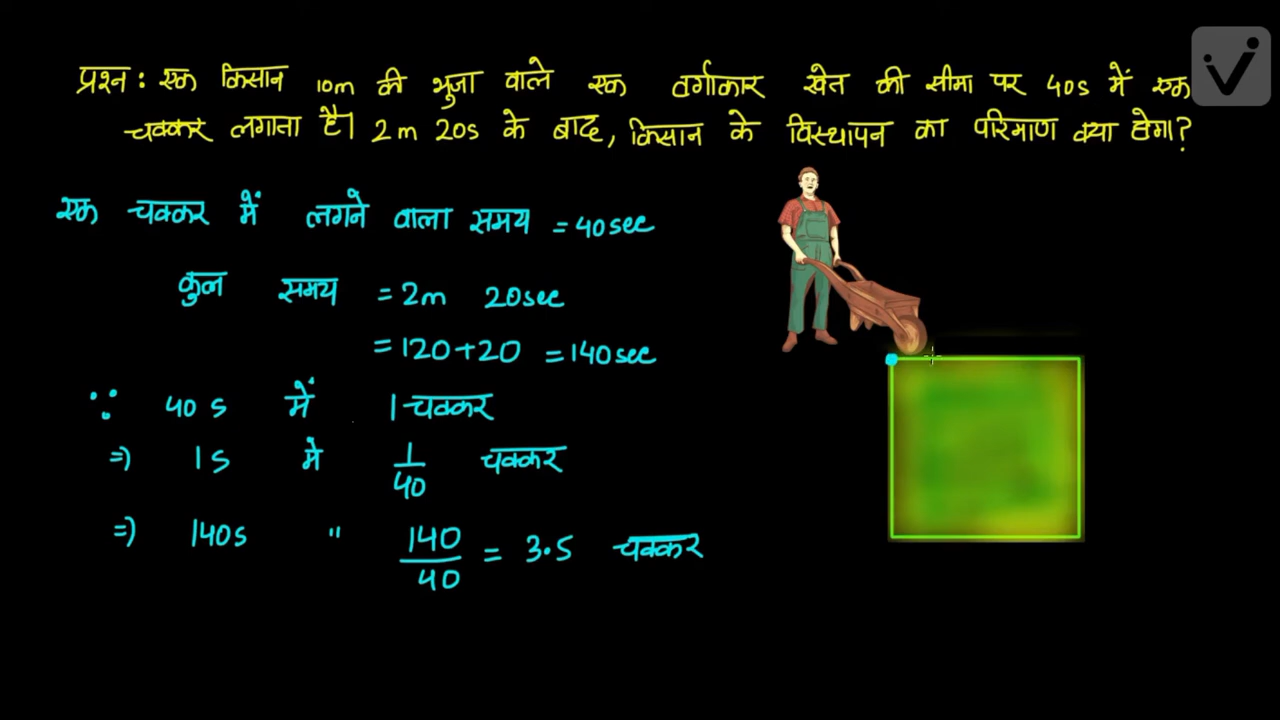 प्रश्न: एक किसान 10m की भुजा वाले एक वर्गाकार खेत की सीमा पर 40s में एक
चक्कर लगाता है। 2m 20s के बाद, किसान के विस्थापन का परिमाण क्या होगा?
एक चक्कर में लगने वाला समय = 40sec
कुल समय = 2m 20sec
= 120+20 = 140sec
∵ 40s में 1 चक्कर
⇒ 1s मे 1/40 चक्कर
⇒ 140s " 140/40 = 3.5 चक्कर